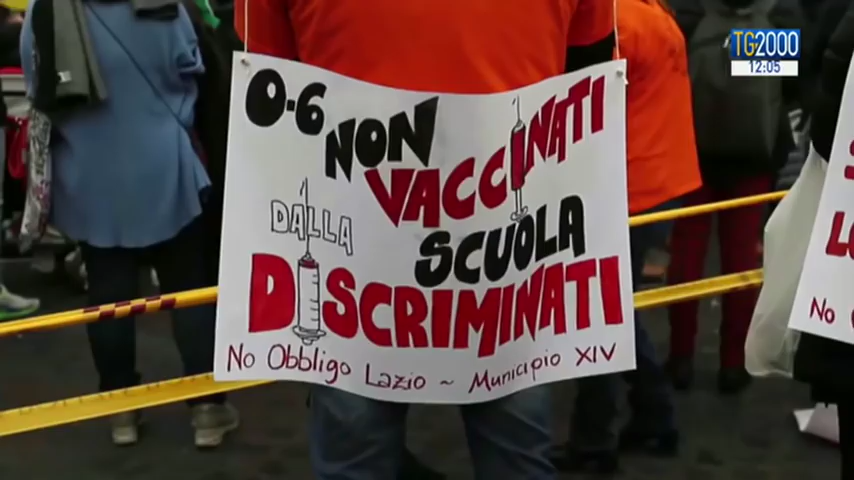 TG2000
12:05
0-6 NON
VACCINATI
DALLA
SCUOLA
DISCRIMINATI
No Obbligo Lazio ~ Municipio XIV
No